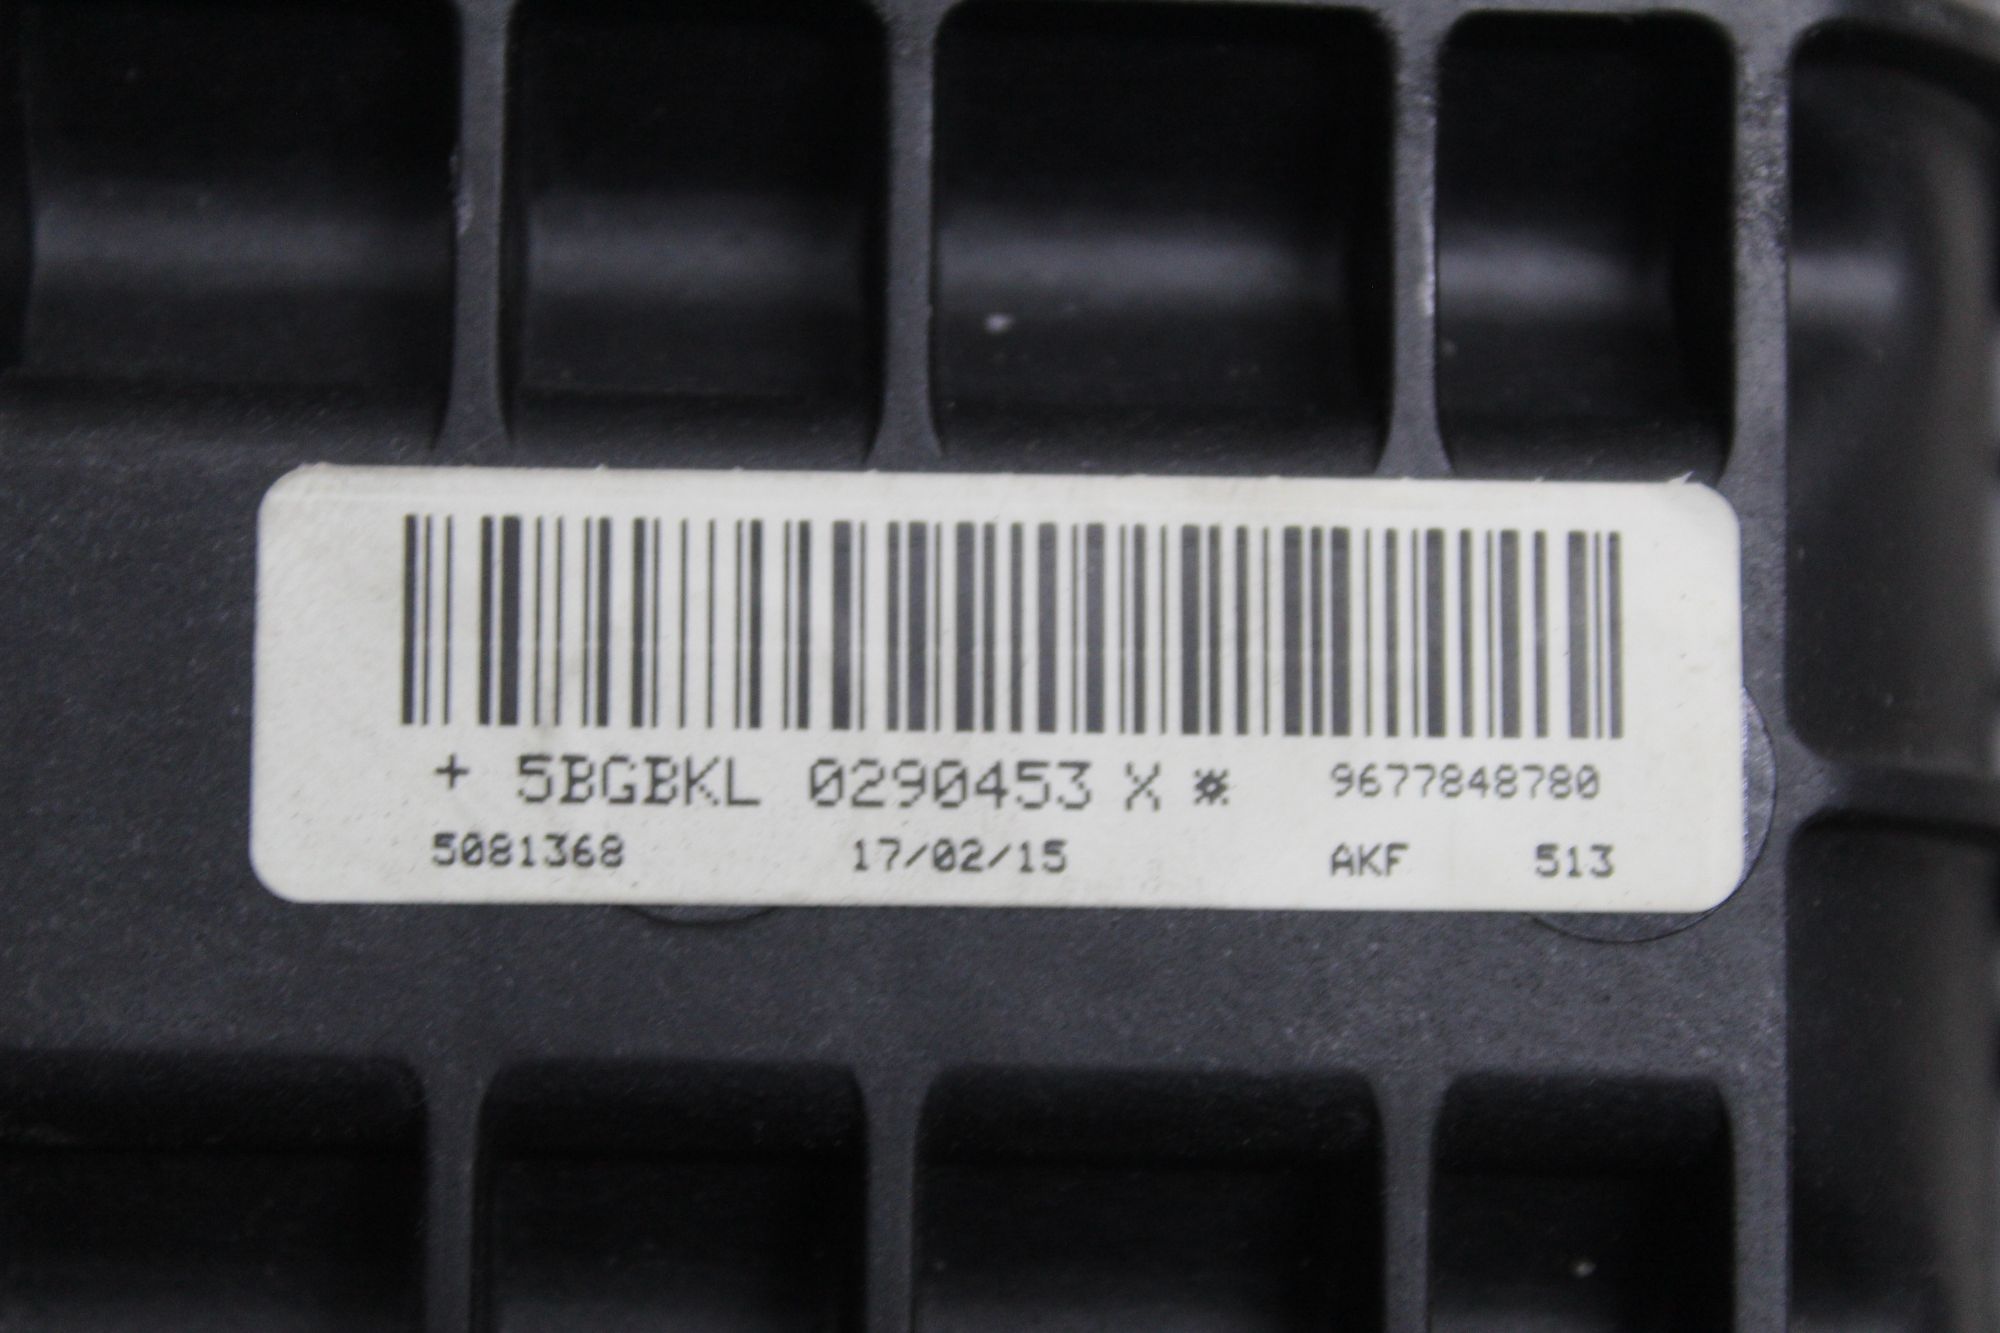 + 5BGBKL 0290453 X * 9677848780
5081368 17/02/15 AKF 513